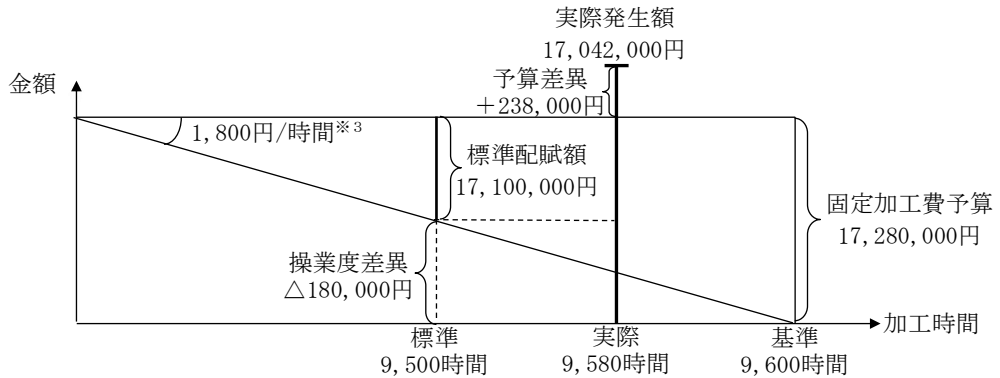 実際発生額
17,042,000円
金額
予算差異
+238,000円
1,800円/時間※3
標準配賦額
17,100,000円
固定加工費予算
17,280,000円
操業度差異
△180,000円
加工時間
標準
9,500時間
実際
9,580時間
基準
9,600時間